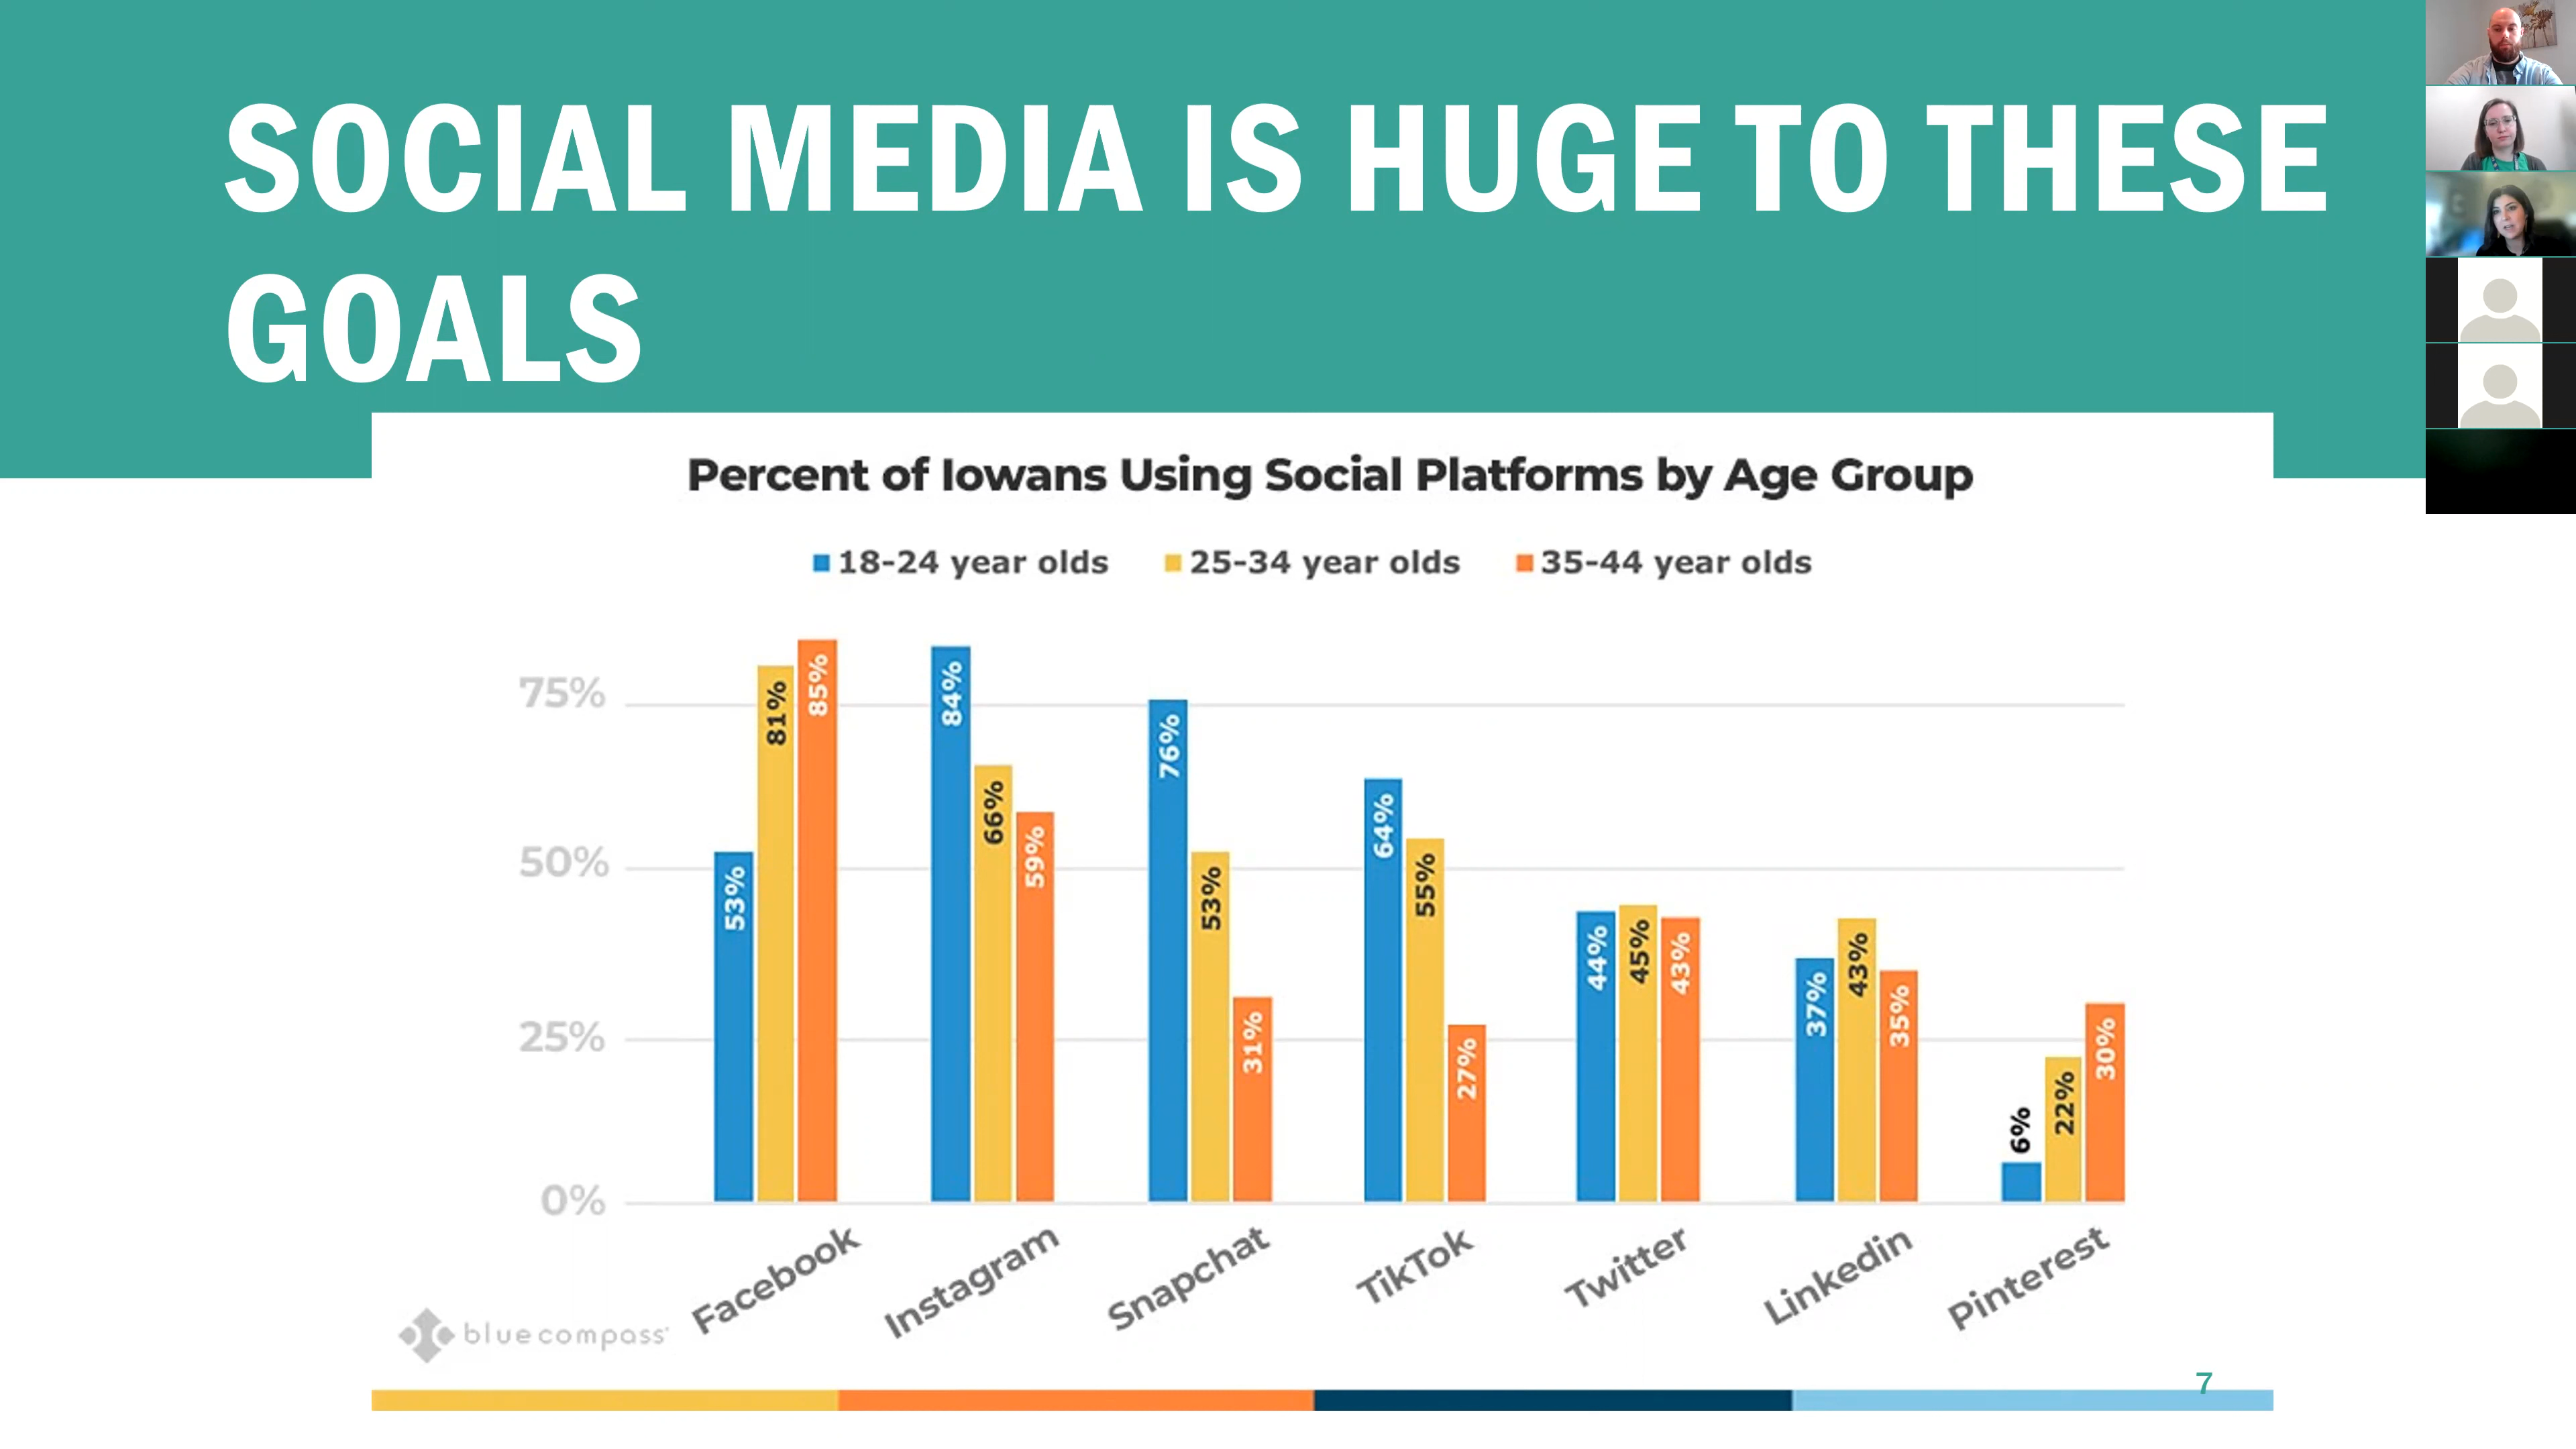 SOCIAL MEDIA IS HUGE TO THESE
GOALS
Percent of Iowans Using Social Platforms by Age Group
18-24 year olds 25-34 year olds 35-44 year olds
75%
50%
25%
0%
53% 81% 85%
84% 66% 59%
76% 53% 31%
64% 55% 27%
44% 45% 43%
37% 43% 35%
6% 22% 30%
Facebook Instagram Snapchat TikTok Twitter Linkedin Pinterest
blue compass
7